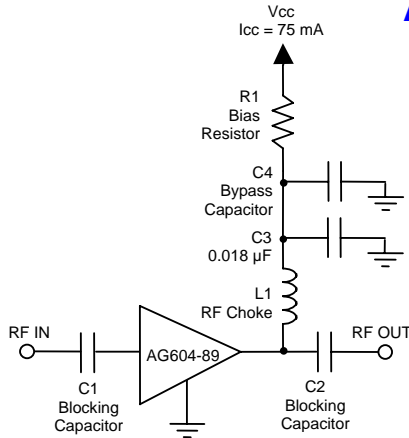 Vcc
Icc = 75 mA
R1
Bias
Resistor
C4
Bypass
Capacitor
C3
0.018 µF
L1
RF Choke
RF IN
AG604-89
RF OUT
C1
Blocking
Capacitor
C2
Blocking
Capacitor